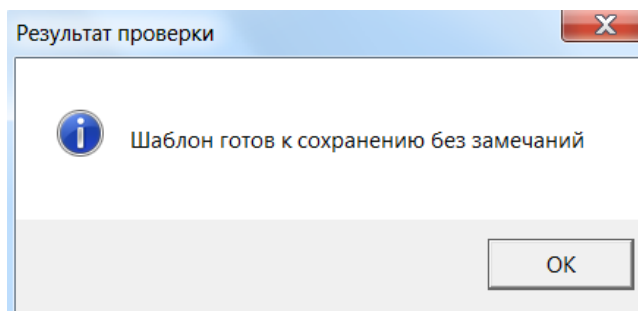 Результат проверки
Шаблон готов к сохранению без замечаний
OK